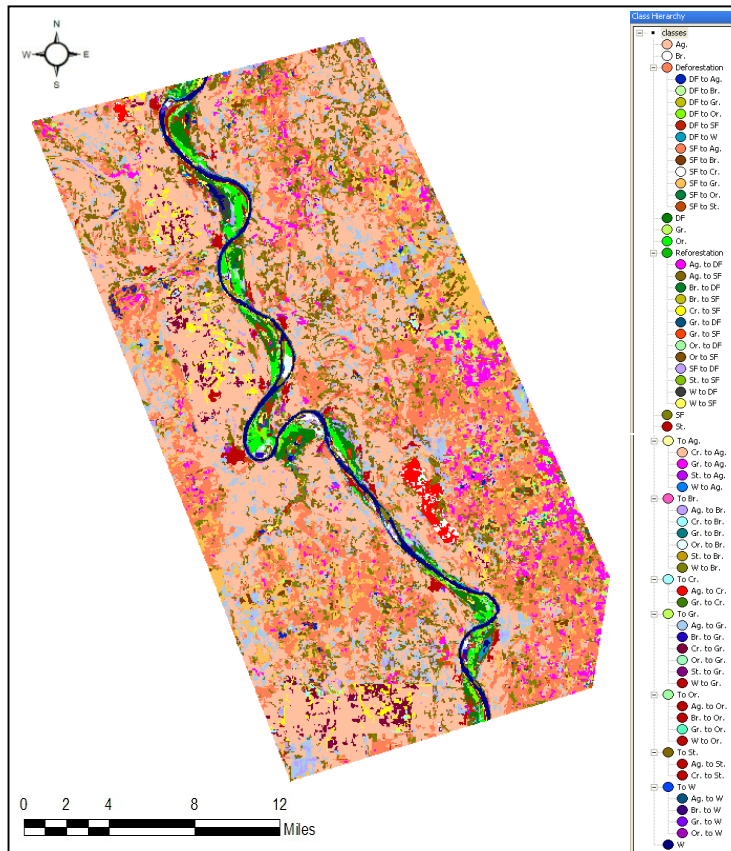 N
W E
S
0 2 4 8 12
Miles
Class Hierarchy
classes
Ag.
Br.
Deforestation
DF to Ag.
DF to Br.
DF to Gr.
DF to Or.
DF to SF
DF to W
SF to Ag.
SF to Br.
SF to Cr.
SF to Gr.
SF to Or.
SF to St.
DF
Gr.
Or.
Reforestation
Ag. to DF
Ag. to SF
Br. to DF
Br. to SF
Cr. to SF
Gr. to DF
Gr. to SF
Or. to DF
Or to SF
SF to DF
St. to SF
W to DF
W to SF
SF
St.
To Ag.
Cr. to Ag.
Gr. to Ag.
St. to Ag.
W to Ag.
To Br.
Ag. to Br.
Cr. to Br.
Gr. to Br.
Or. to Br.
St. to Br.
W to Br.
To Cr.
Ag. to Cr.
Gr. to Cr.
To Gr.
Ag. to Gr.
Br. to Gr.
Cr. to Gr.
Or. to Gr.
St. to Gr.
W to Gr.
To Or.
Ag. to Or.
Br. to Or.
Gr. to Or.
W to Or.
To St.
Ag. to St.
Cr. to St.
To W
Ag. to W
Br. to W
Gr. to W
Or. to W
W